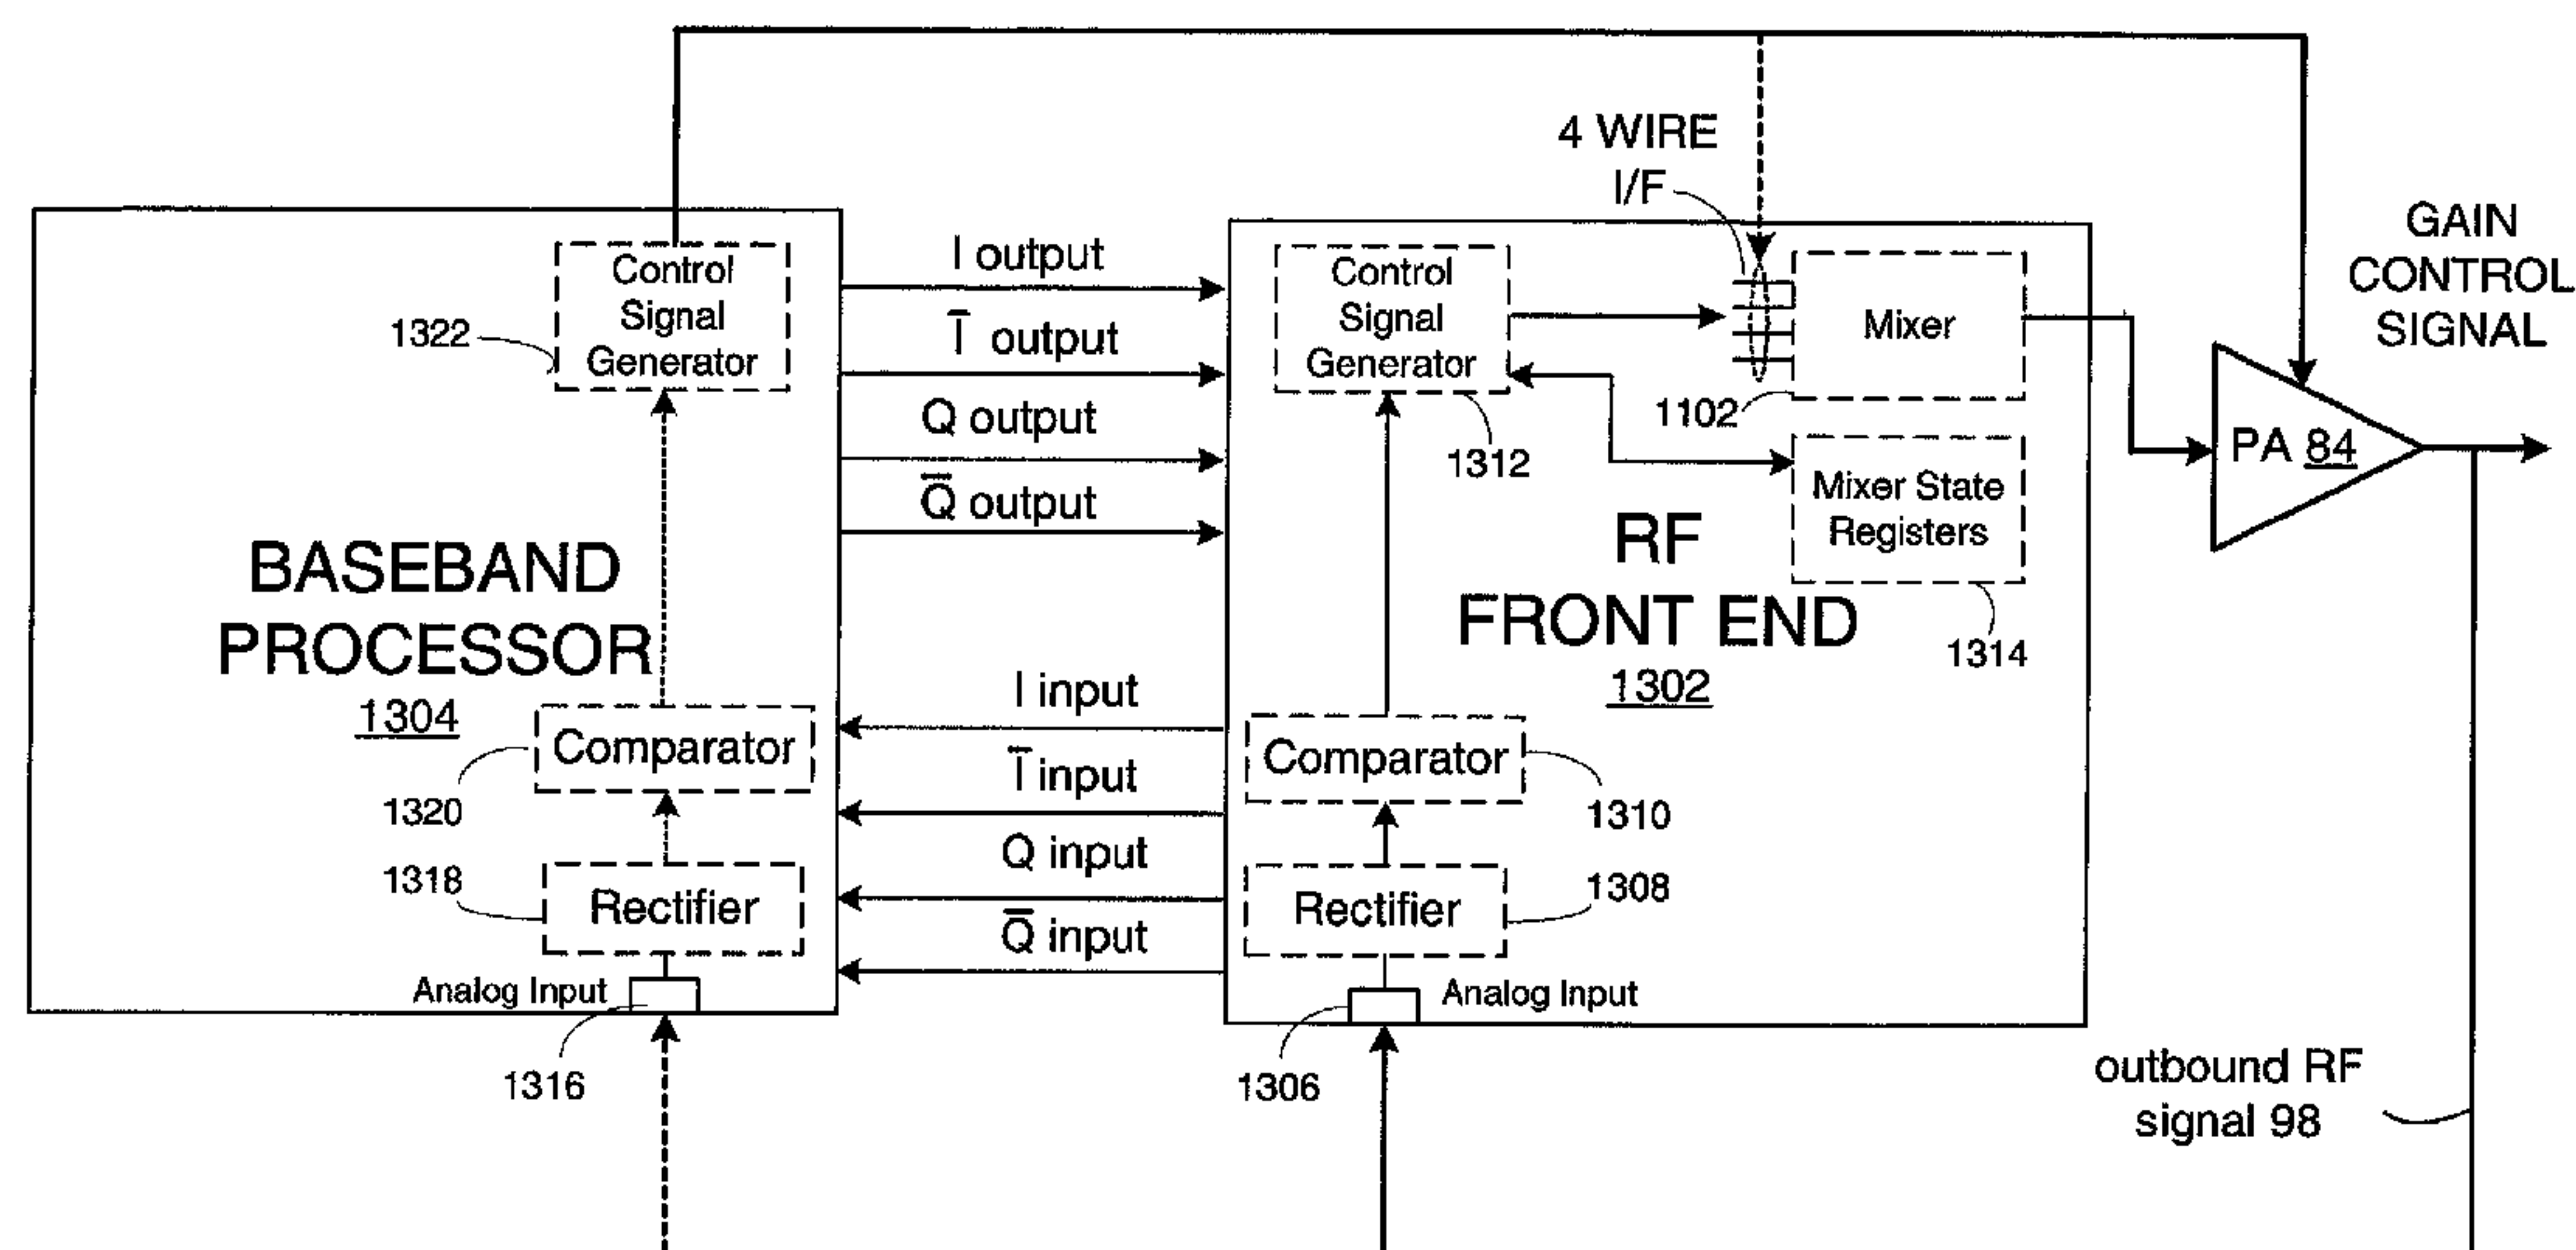 4 WIRE
I/F
GAIN
CONTROL
SIGNAL
Control
Signal
Generator
1322
I output
Ī output
Q output
Q̅ output
Control
Signal
Generator
1312
Mixer
1102
Mixer State
Registers
1314
PA 84
BASEBAND
PROCESSOR
1304
RF
FRONT END
1302
I input
Ī input
Q input
Q̅ input
Comparator
1320
Rectifier
1318
Analog Input
1316
Comparator
1310
Rectifier
1308
Analog Input
1306
outbound RF
signal 98